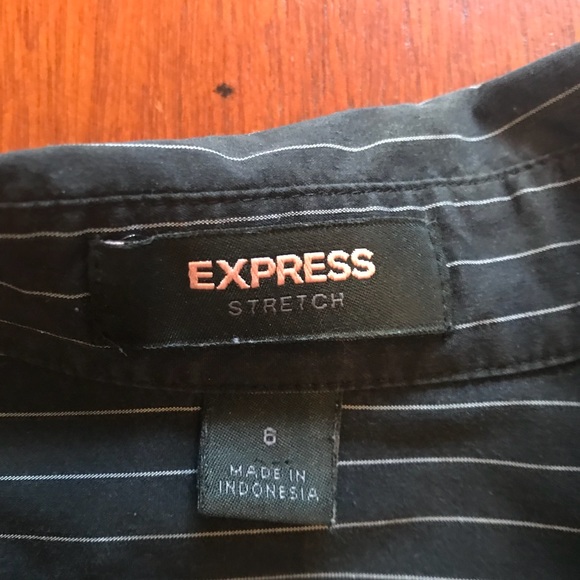 EXPRESS
STRETCH
6
MADE IN
INDONESIA